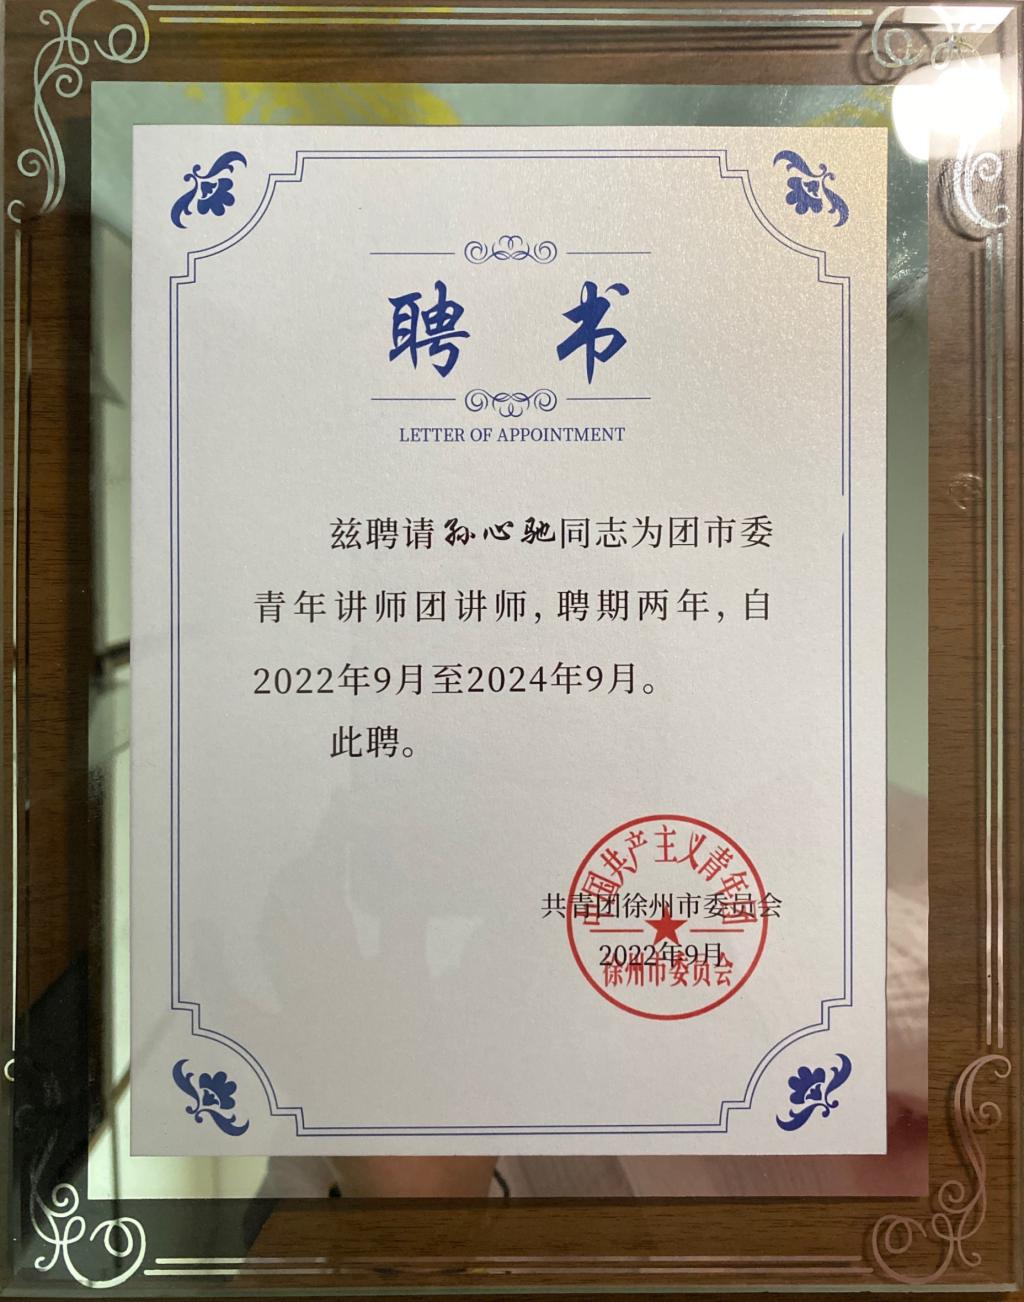 聘 书
LETTER OF APPOINTMENT
兹聘请孙心驰同志为团市委
青年讲师团讲师，聘期两年，自
2022年9月至2024年9月。
此聘。
共青团徐州市委员会
2022年9月
中国共产主义青年团
徐州市委员会